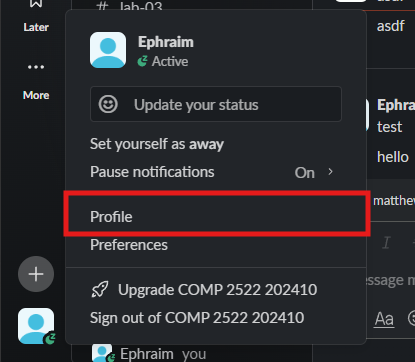 # lab-03
Later
More
Ephraim
Active
Update your status
Set yourself as away
Pause notifications On
Profile
Preferences
Upgrade COMP 2522 202410
Sign out of COMP 2522 202410
Ephraim you
asdf
Ephra
test
hello
matthew
Aa